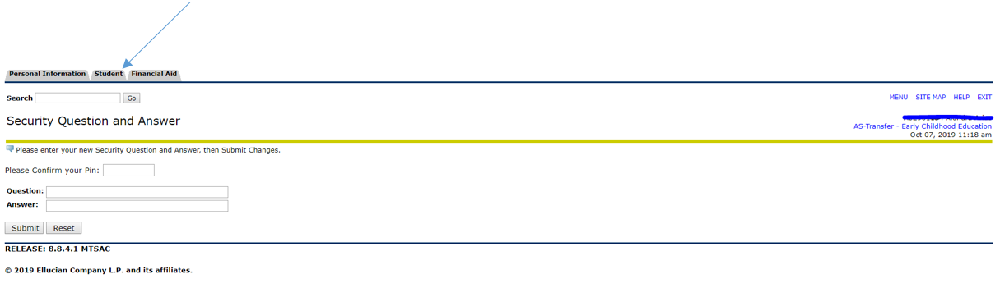 Personal Information Student Financial Aid
Search Go
MENU SITE MAP HELP EXIT
Security Question and Answer
AS-Transfer - Early Childhood Education
Oct 07, 2019 11:18 am
Please enter your new Security Question and Answer, then Submit Changes.
Please Confirm your Pin:
Question:
Answer:
Submit Reset
RELEASE: 8.8.4.1 MTSAC
© 2019 Ellucian Company L.P. and its affiliates.